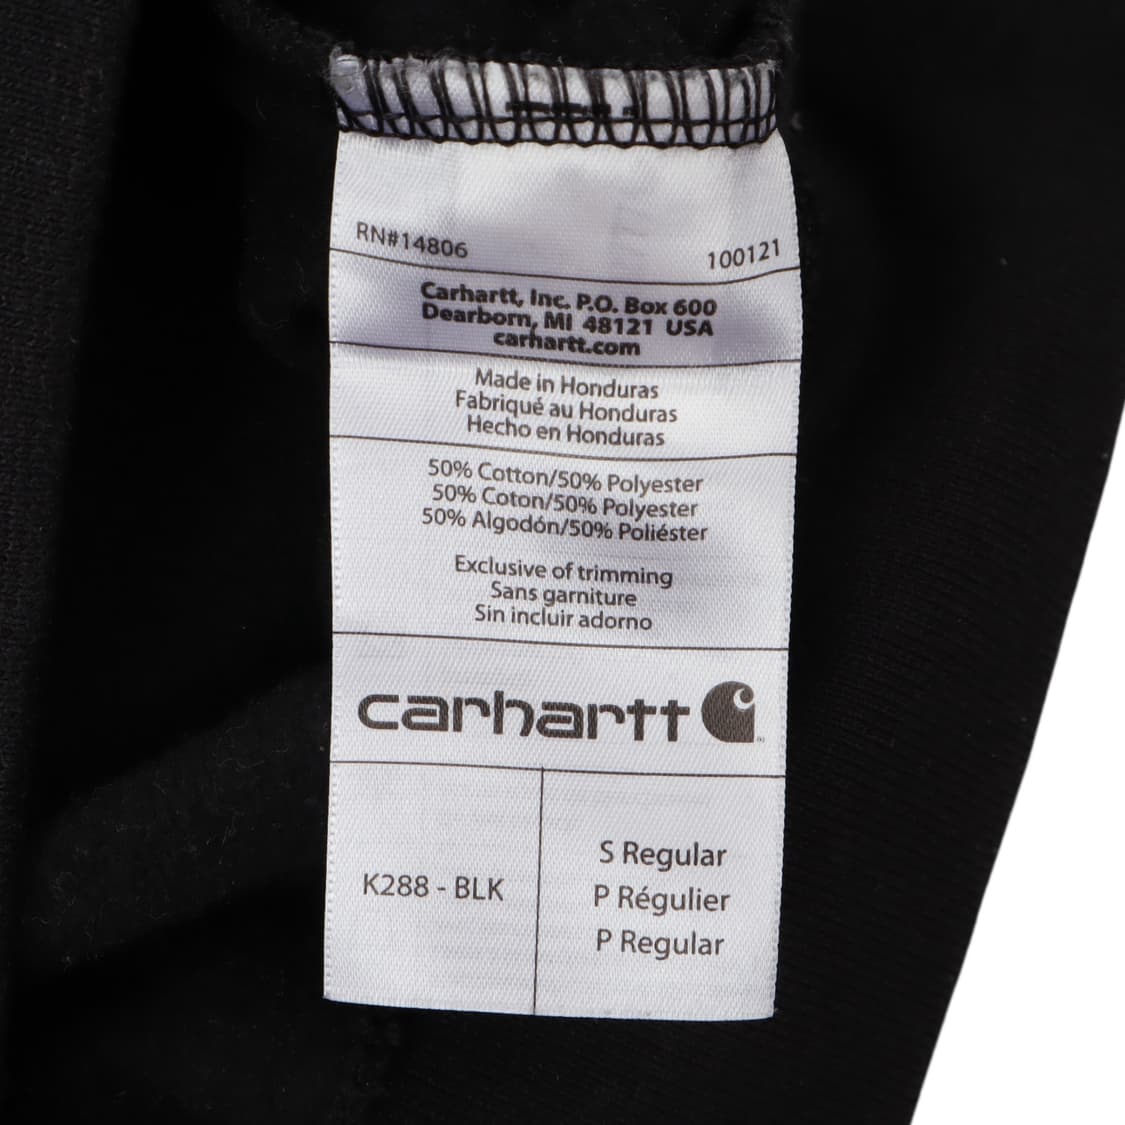 RN#14806 100121
Carhartt, Inc. P.O. Box 600
Dearborn, MI 48121 USA
carhartt.com
Made in Honduras
Fabriqué au Honduras
Hecho en Honduras
50% Cotton/50% Polyester
50% Coton/50% Polyester
50% Algodón/50% Poliéster
Exclusive of trimming
Sans garniture
Sin incluir adorno
carhartt
K288 - BLK
S Regular
P Régulier
P Regular